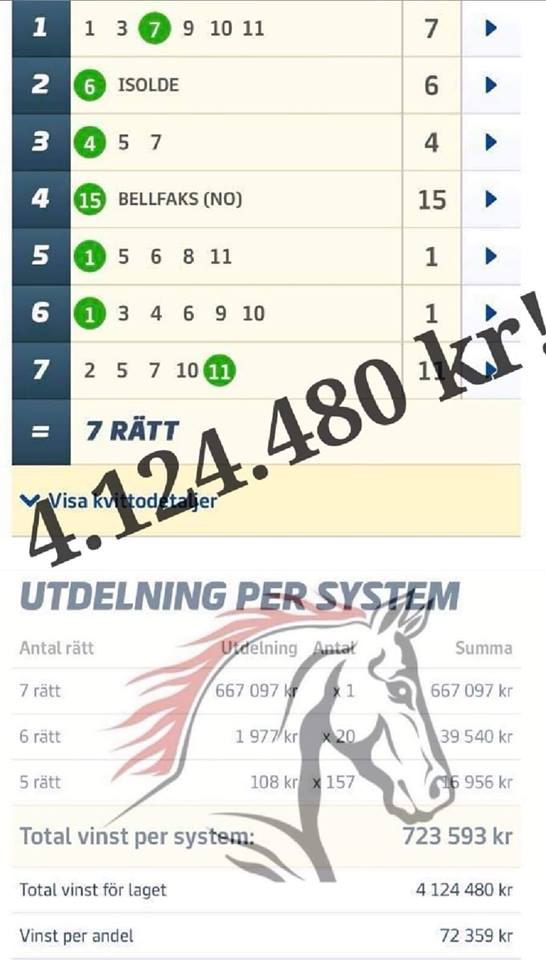 1 1 3 7 9 10 11 7
2 6 ISOLDE 6
3 4 5 7 4
4 15 BELLFAKS (NO) 15
5 1 5 6 8 11 1
6 1 3 4 6 9 10 1
7 2 5 7 10 11 11
= 7 RÄTT
4.124.480 kr!
Visa kvittodetaljer
UTDELNING PER SYSTEM
Antal rätt Utdelning Antal Summa
7 rätt 667 097 kr x 1 667 097 kr
6 rätt 1 977 kr x 20 39 540 kr
5 rätt 108 kr x 157 16 956 kr
Total vinst per system: 723 593 kr
Total vinst för laget 4 124 480 kr
Vinst per andel 72 359 kr